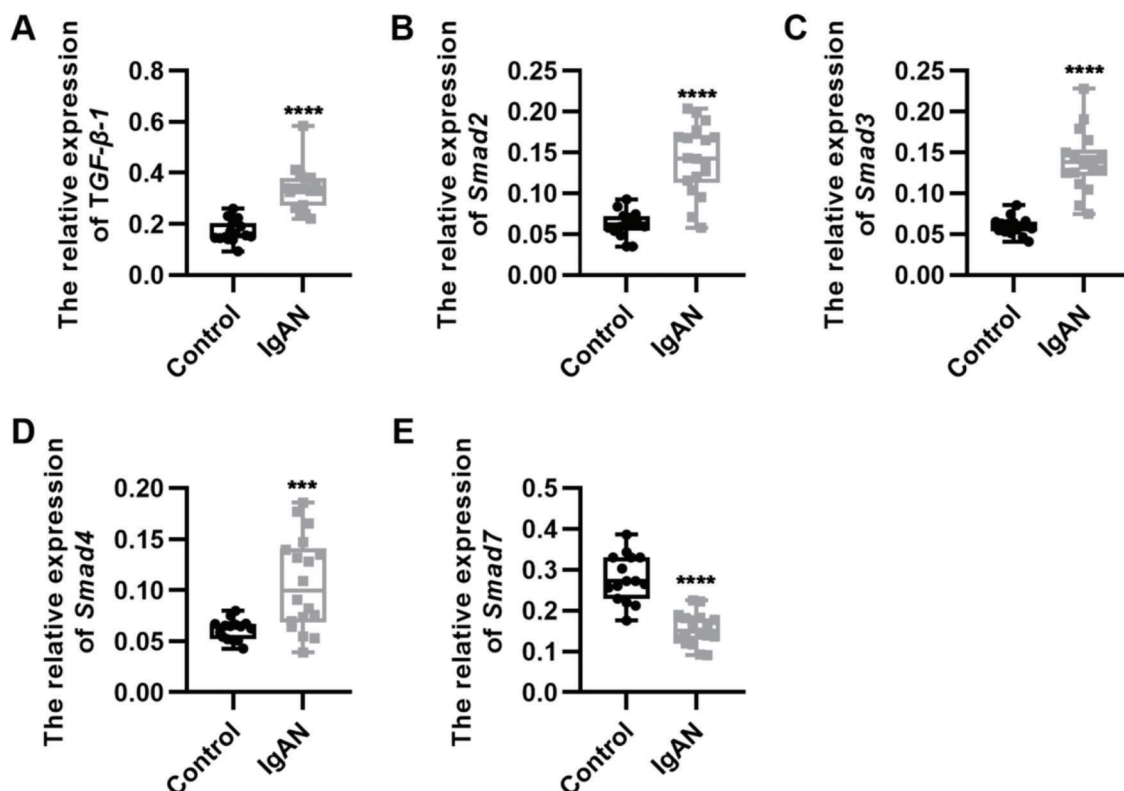 A
The relative expression
of TGF-β-1
0.8
0.6
0.4
0.2
0.0
****
Control
IgAN
B
The relative expression
of Smad2
0.25
0.20
0.15
0.10
0.05
0.00
****
Control
IgAN
C
The relative expression
of Smad3
0.25
0.20
0.15
0.10
0.05
0.00
****
Control
IgAN
D
The relative expression
of Smad4
0.20
0.15
0.10
0.05
0.00
***
Control
IgAN
E
The relative expression
of Smad7
0.5
0.4
0.3
0.2
0.1
0.0
****
Control
IgAN